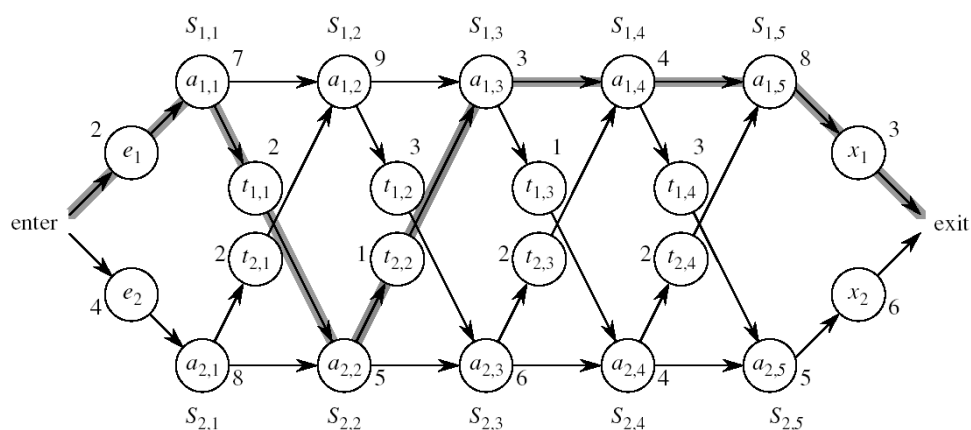 S1,1 S1,2 S1,3 S1,4 S1,5
7 9 3 4 8
a1,1 a1,2 a1,3 a1,4 a1,5
2 2 3 1 3 3
e1 x1
t1,1 t1,2 t1,3 t1,4
enter exit
t2,1 t2,2 t2,3 t2,4
2 1 2 2
e2 x2
4 6
a2,1 a2,2 a2,3 a2,4 a2,5
8 5 6 4 5
S2,1 S2,2 S2,3 S2,4 S2,5